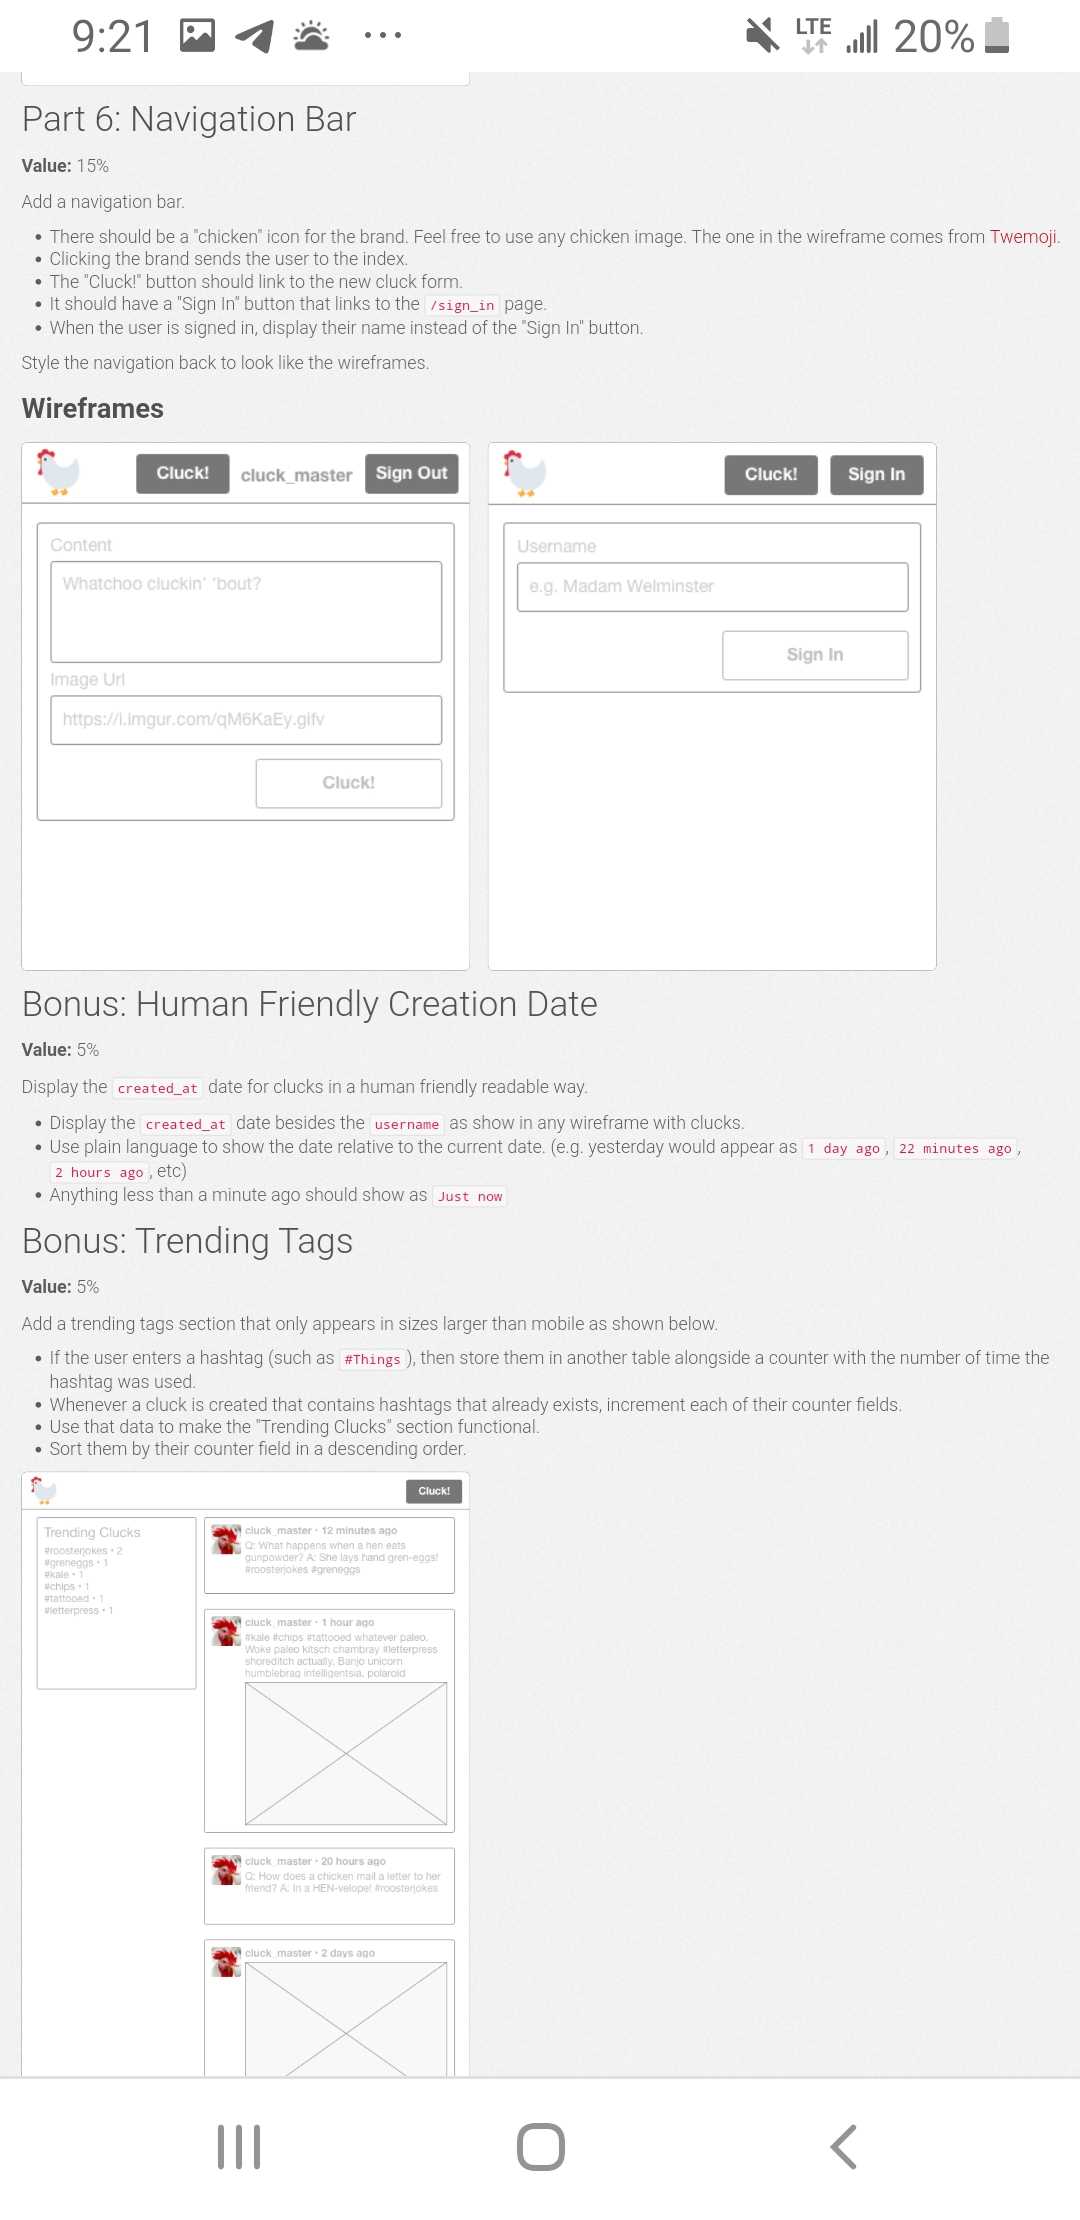 9:21 LTE 20%
Part 6: Navigation Bar
Value: 15%
Add a navigation bar.
There should be a "chicken" icon for the brand. Feel free to use any chicken image. The one in the wireframe comes from Twemoji.
Clicking the brand sends the user to the index.
The "Cluck!" button should link to the new cluck form.
It should have a "Sign In" button that links to the /sign_in page.
When the user is signed in, display their name instead of the "Sign In" button.
Style the navigation back to look like the wireframes.
Wireframes
Cluck! cluck_master Sign Out
Content
Whatchoo cluckin' 'bout?
Image Url
https://i.imgur.com/qM6KaEy.gifv
Cluck!
Cluck! Sign In
Username
e.g. Madam Welminster
Sign In
Bonus: Human Friendly Creation Date
Value: 5%
Display the created_at date for clucks in a human friendly readable way.
Display the created_at date besides the username as show in any wireframe with clucks.
Use plain language to show the date relative to the current date. (e.g. yesterday would appear as 1 day ago, 22 minutes ago,
2 hours ago, etc)
Anything less than a minute ago should show as Just now
Bonus: Trending Tags
Value: 5%
Add a trending tags section that only appears in sizes larger than mobile as shown below.
If the user enters a hashtag (such as #Things), then store them in another table alongside a counter with the number of time the
hashtag was used.
Whenever a cluck is created that contains hashtags that already exists, increment each of their counter fields.
Use that data to make the "Trending Clucks" section functional.
Sort them by their counter field in a descending order.
Cluck!
Trending Clucks
#roosterjokes • 2
#greneggs • 1
#kale • 1
#chips • 1
#tattooed • 1
#letterpress • 1
cluck_master • 12 minutes ago
Q: What happens when a hen eats
gunpowder? A: She lays hand gren-eggs!
#roosterjokes #greneggs
cluck_master • 1 hour ago
#kale #chips #tattooed whatever paleo.
Woke paleo kitsch chambray #letterpress
shoreditch actually. Banjo unicorn
humblebrag intelligentsia, polaroid
cluck_master • 20 hours ago
Q: How does a chicken mail a letter to her
friend? A: In a HEN-velope! #roosterjokes
cluck_master • 2 days ago